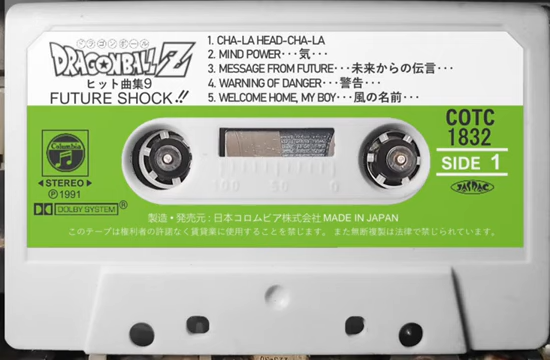 ドラゴンボール
DRAGONBALL Z
ヒット曲集9
FUTURE SHOCK!!
1. CHA-LA HEAD-CHA-LA
2. MIND POWER・・・気・・・
3. MESSAGE FROM FUTURE・・・未来からの伝言・・・
4. WARNING OF DANGER・・・警告・・・
5. WELCOME HOME, MY BOY・・・風の名前・・・
COTC
1832
SIDE 1
Columbia
◀STEREO▶
Ⓟ1991
DOLBY SYSTEM®
100 50 0
JASRAC
製造・発売元：日本コロムビア株式会社 MADE IN JAPAN
このテープは権利者の許諾なく賃貸業に使用することを禁じます。 また無断複製は法律で禁じられています。